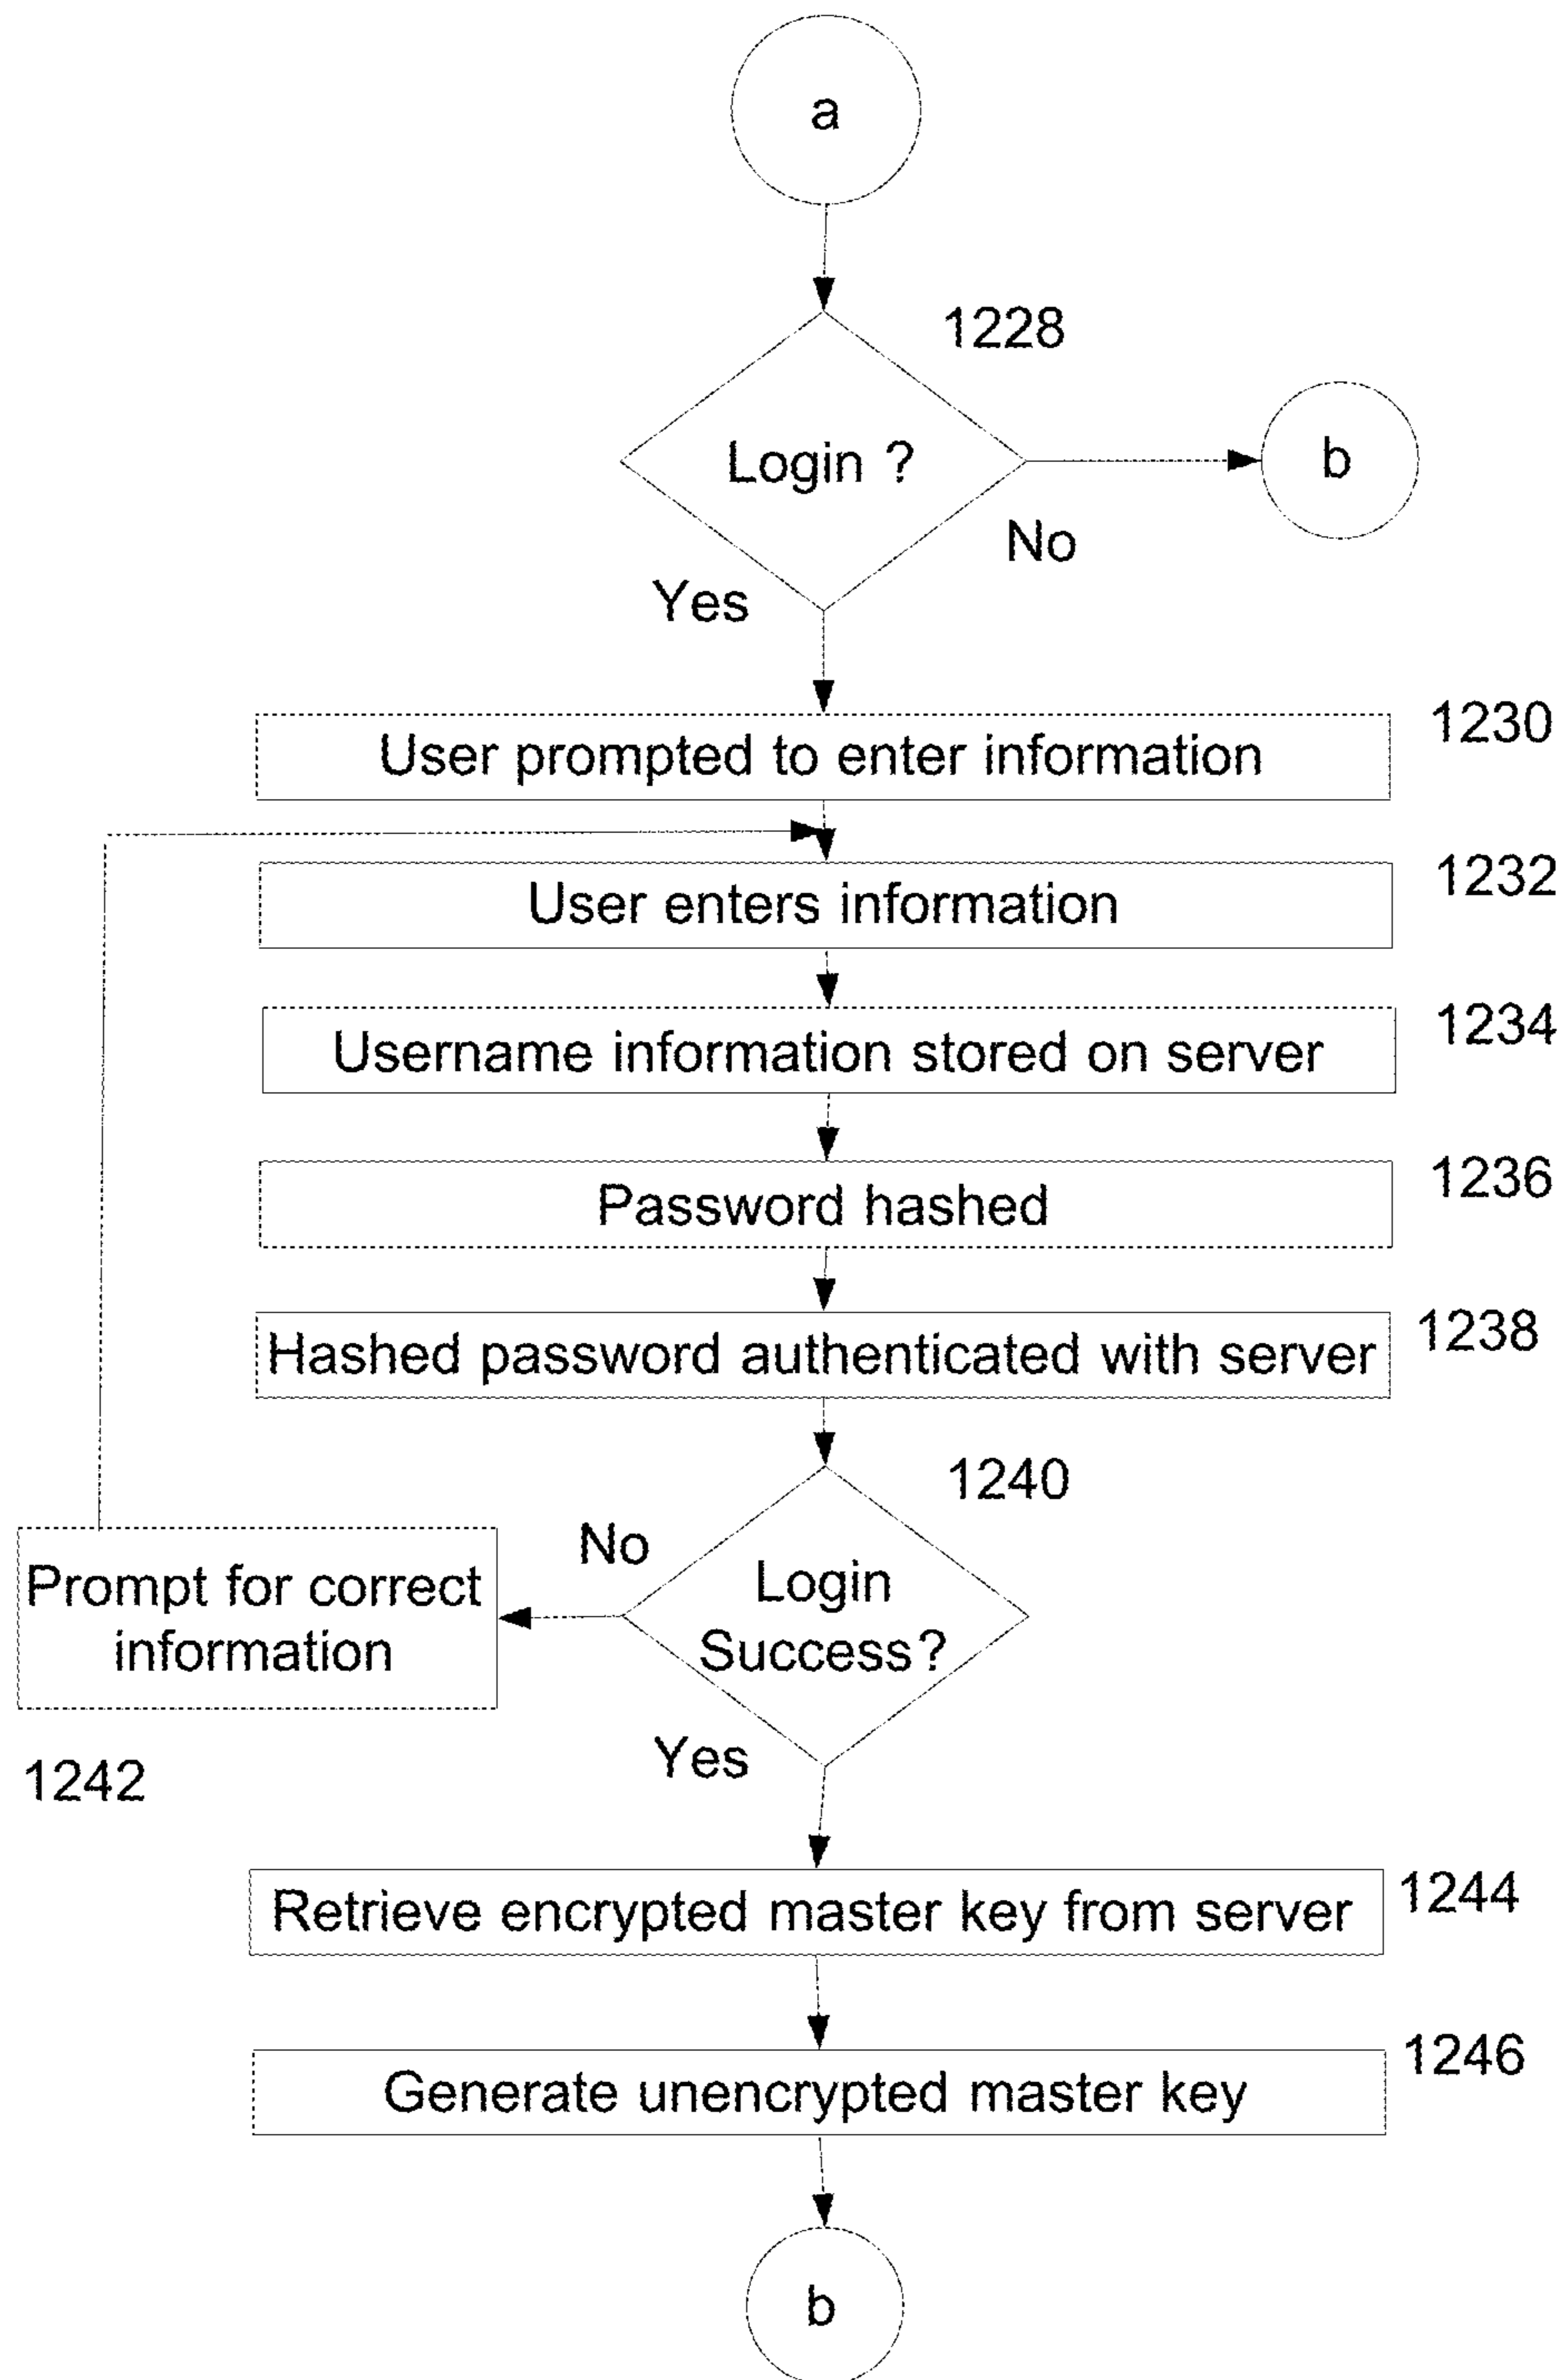 a
1228
Login ?
b
No
Yes
1230
User prompted to enter information
1232
User enters information
1234
Username information stored on server
1236
Password hashed
1238
Hashed password authenticated with server
1240
No
Login
Success?
Prompt for correct
information
Yes
1242
1244
Retrieve encrypted master key from server
1246
Generate unencrypted master key
b